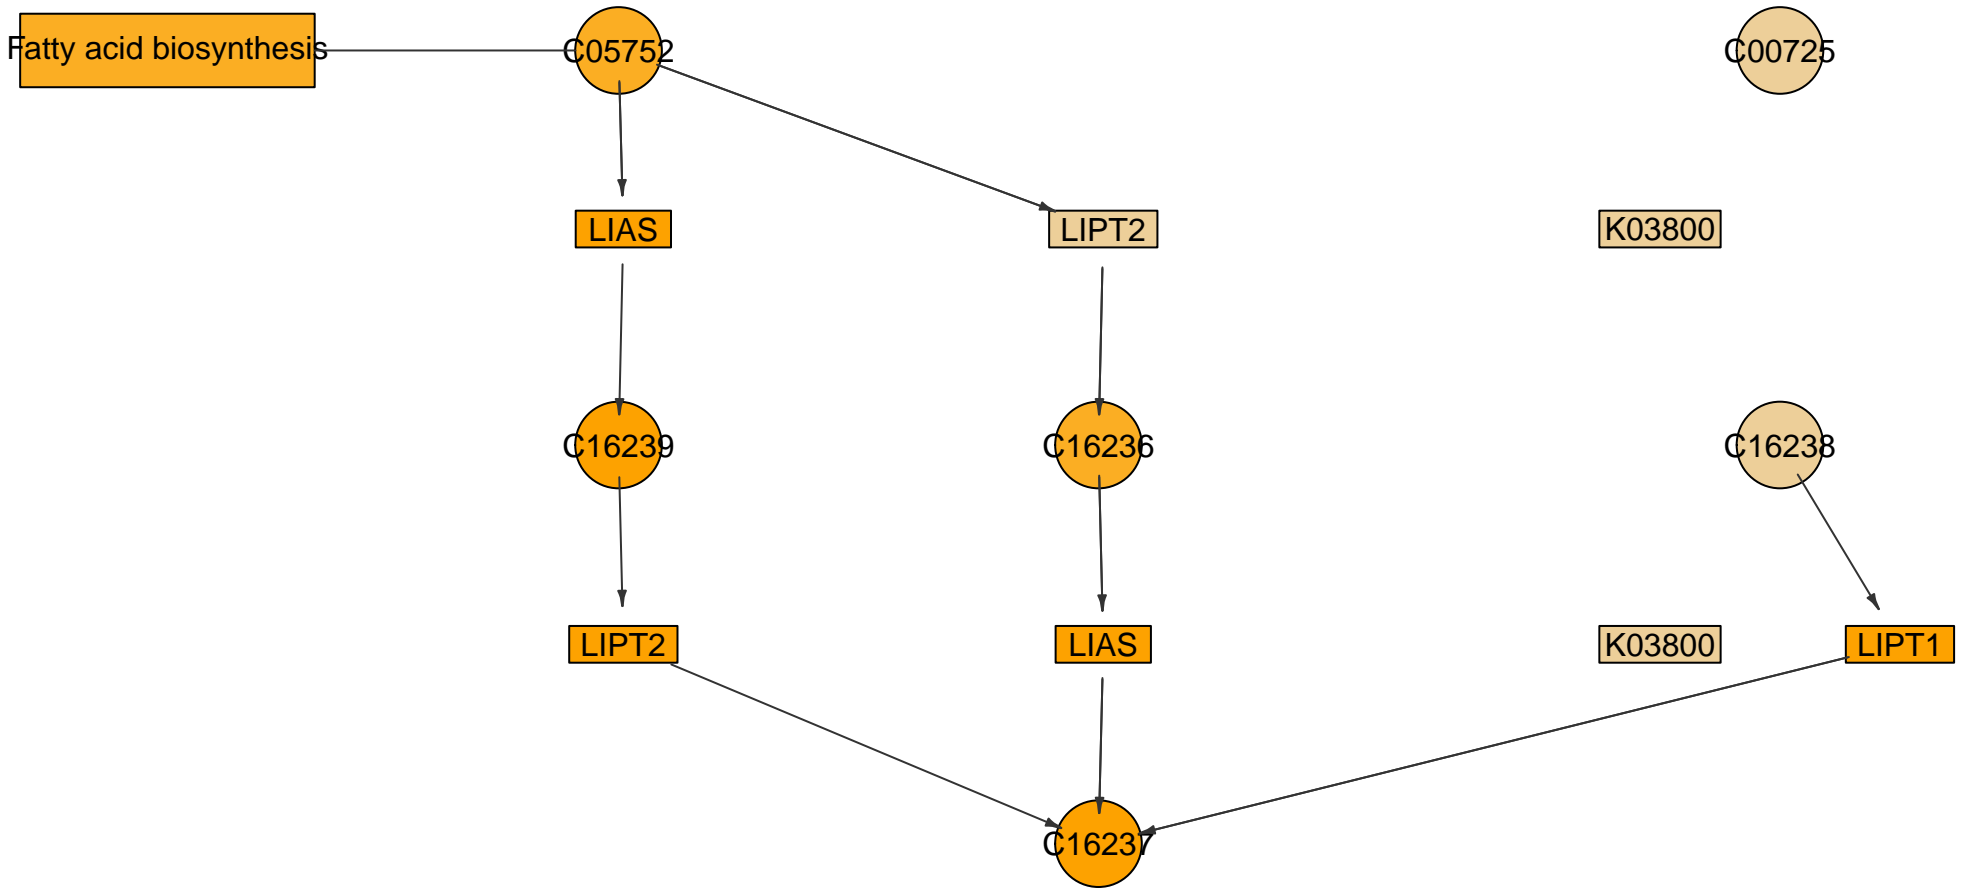 Fatty acid biosynthesis
C05752
C00725
LIAS
LIPT2
K03800
C16239
C16236
C16238
LIPT2
LIAS
K03800
LIPT1
C16237